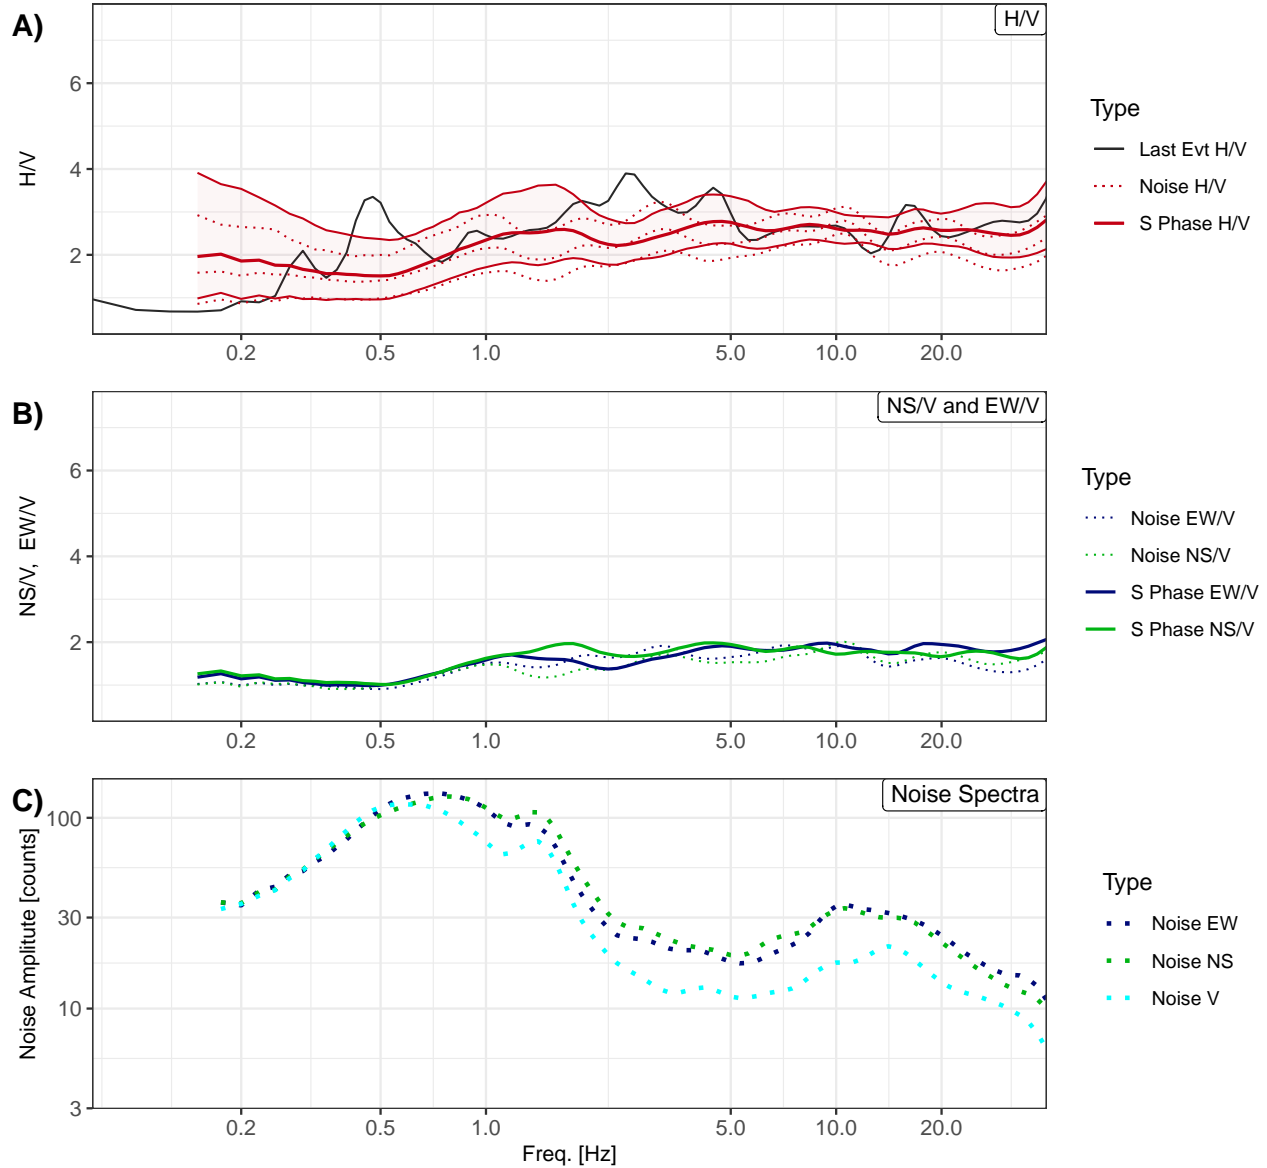 A)
H/V
6
4
2
H/V
0.2 0.5 1.0 5.0 10.0 20.0
Type
Last Evt H/V
Noise H/V
S Phase H/V
B)
NS/V and EW/V
6
4
2
NS/V, EW/V
0.2 0.5 1.0 5.0 10.0 20.0
Type
Noise EW/V
Noise NS/V
S Phase EW/V
S Phase NS/V
C)
Noise Spectra
100
30
10
3
Noise Amplitute [counts]
0.2 0.5 1.0 5.0 10.0 20.0
Freq. [Hz]
Type
Noise EW
Noise NS
Noise V